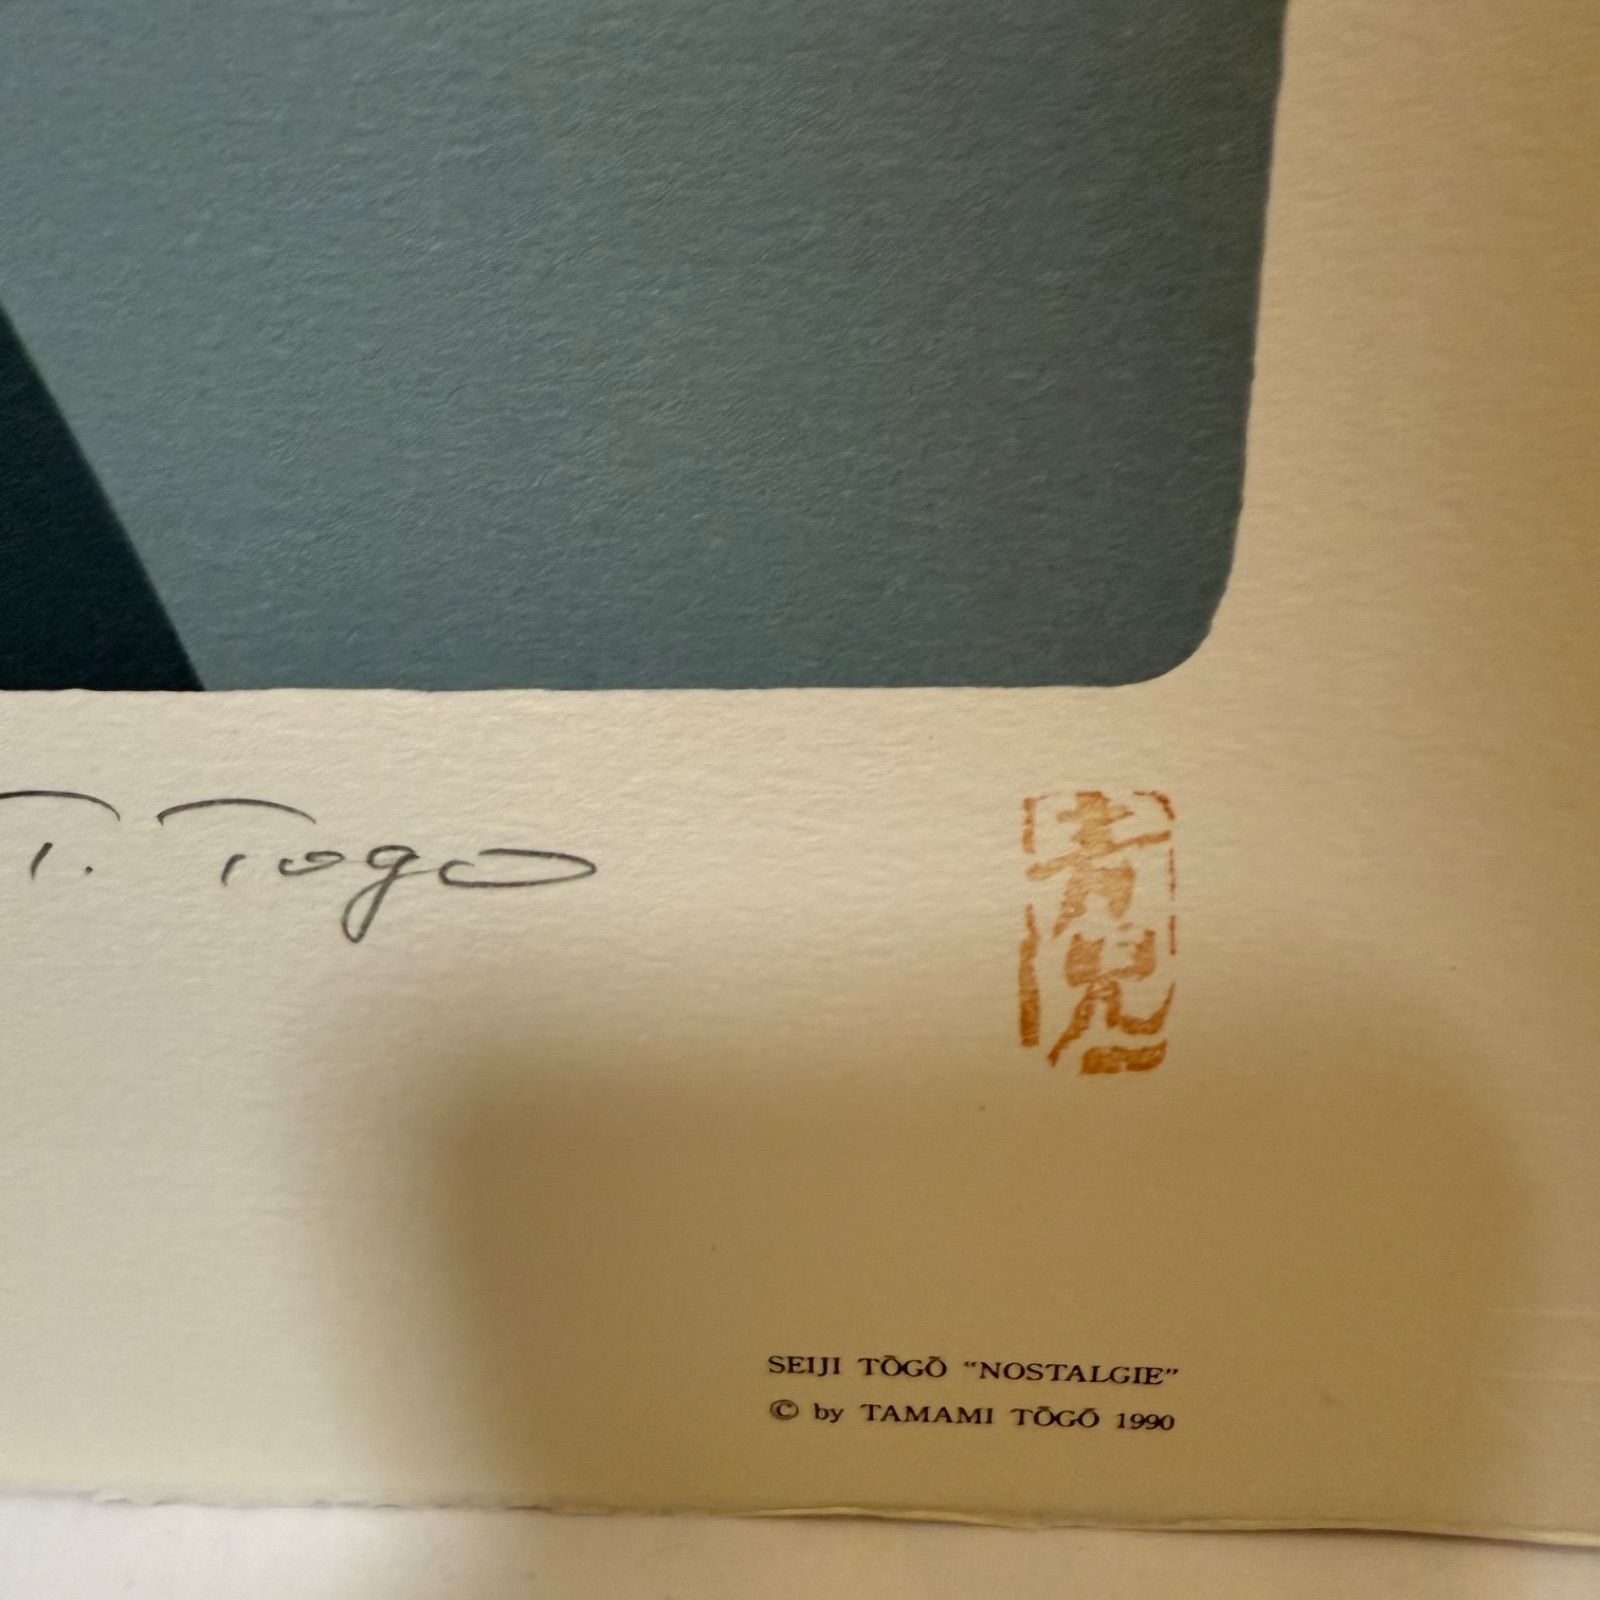 T. Togo
青児
SEIJI TŌGŌ “NOSTALGIE”
© by TAMAMI TŌGŌ 1990